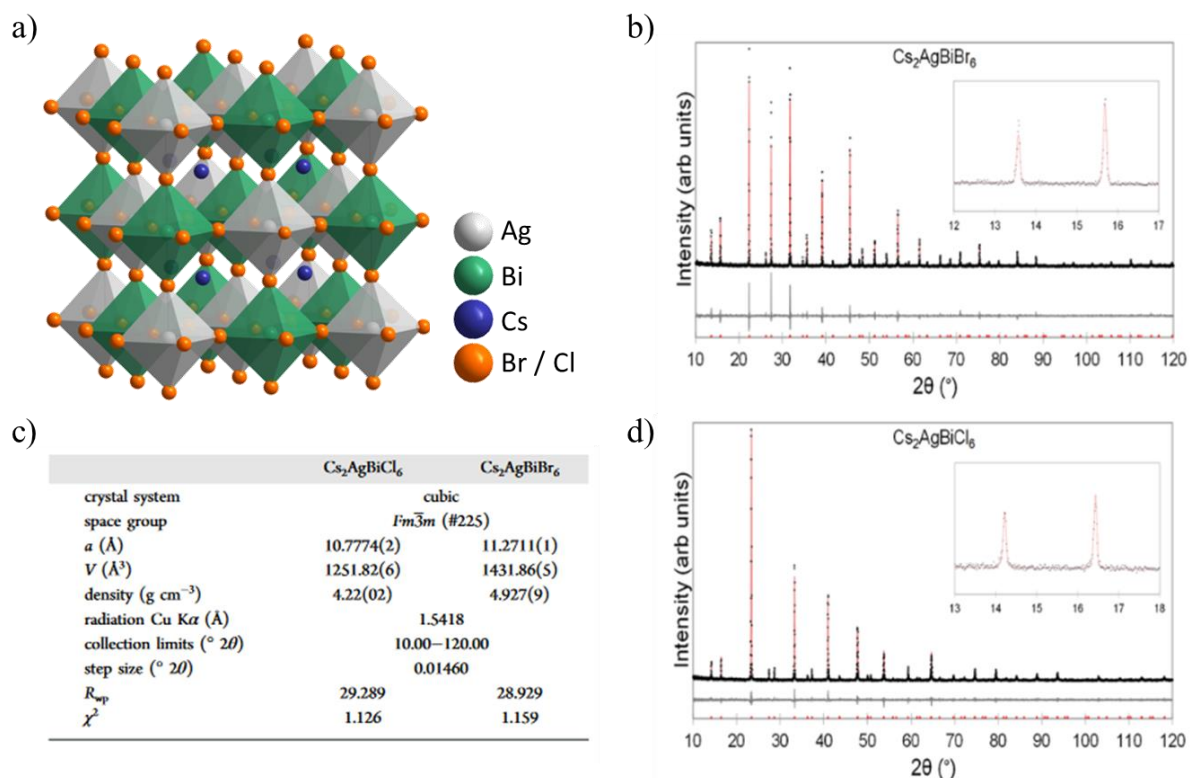 a)
Ag
Bi
Cs
Br / Cl
b)
Cs₂AgBiBr₆
Intensity (arb units)
12 13 14 15 16 17
10 20 30 40 50 60 70 80 90 100 110 120
2θ (°)
c)
Cs₂AgBiCl₆ Cs₂AgBiBr₆
crystal system cubic
space group Fm3̅m (#225)
a (Å) 10.7774(2) 11.2711(1)
V (Å³) 1251.82(6) 1431.86(5)
density (g cm⁻³) 4.22(02) 4.927(9)
radiation Cu Kα (Å) 1.5418
collection limits (° 2θ) 10.00−120.00
step size (° 2θ) 0.01460
Rwp 29.289 28.929
χ² 1.126 1.159
d)
Cs₂AgBiCl₆
Intensity (arb units)
13 14 15 16 17 18
10 20 30 40 50 60 70 80 90 100 110 120
2θ (°)